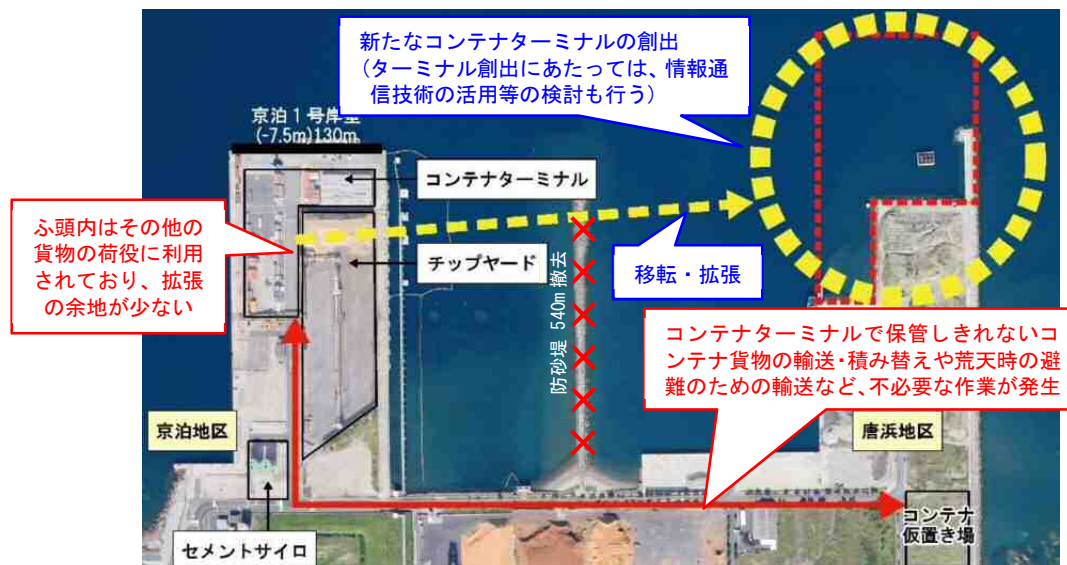 新たなコンテナターミナルの創出
(ターミナル創出にあたっては、情報通
信技術の活用等の検討も行う)
京泊1号岸壁
(-7.5m)130m
コンテナターミナル
ふ頭内はその他の
貨物の荷役に利用
されており、拡張
の余地が少ない
チップヤード
防砂堤 540m 撤去
移転・拡張
コンテナターミナルで保管しきれないコ
ンテナ貨物の輸送・積み替えや荒天時の避
難のための輸送など、不必要な作業が発生
京泊地区
唐浜地区
セメントサイロ
コンテナ
仮置き場